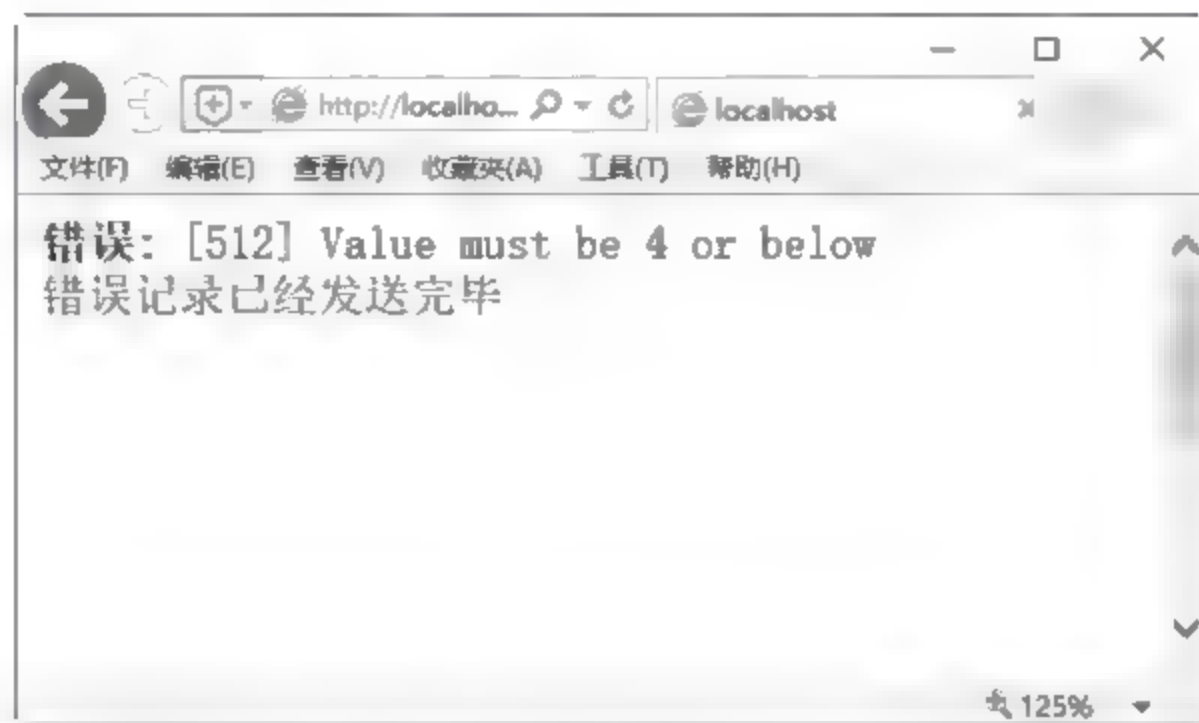 http://localho... localhost
文件(F) 编辑(E) 查看(V) 收藏夹(A) 工具(T) 帮助(H)
错误: [512] Value must be 4 or below
错误记录已经发送完毕
125%